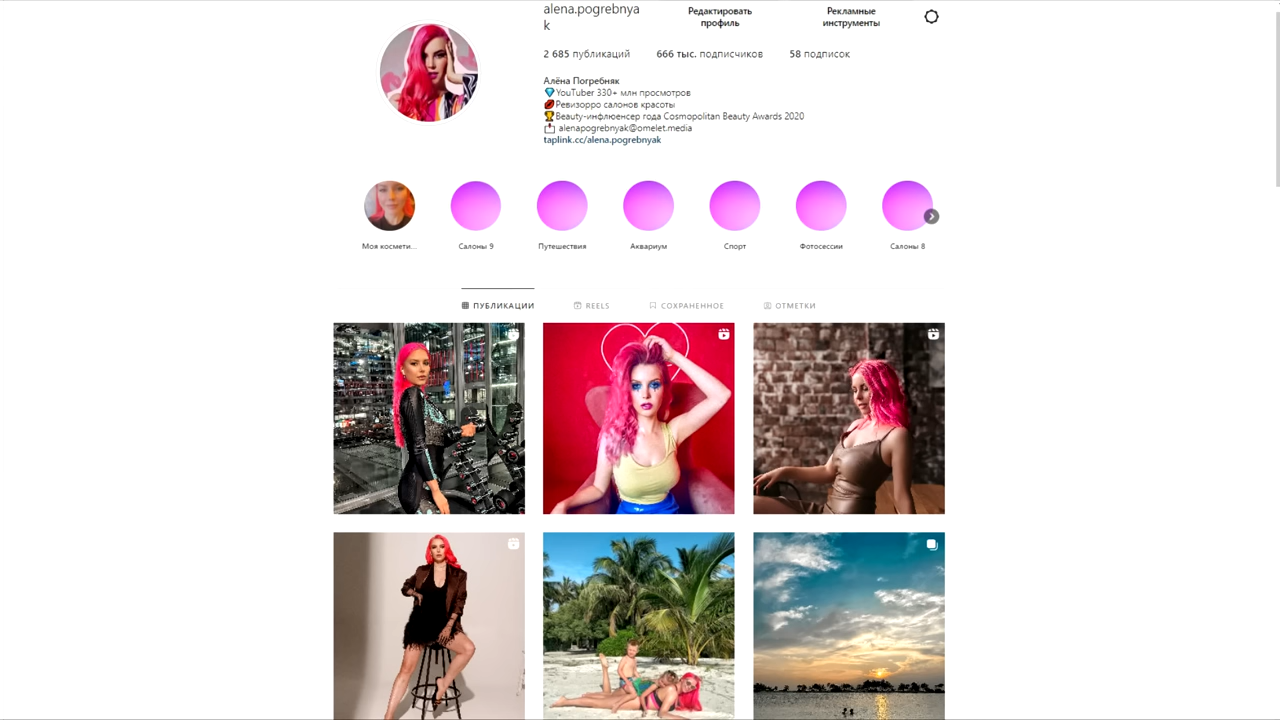 alena.pogrebnya
k
Редактировать
профиль
Рекламные
инструменты
2 685 публикаций 666 тыс. подписчиков 58 подписок
Алёна Погребняк
💎YouTuber 330+ млн просмотров
🏉Ревизорро салонов красоты
🏆Beauty-инфлюенсер года Cosmopolitan Beauty Awards 2020
📩 alenapogrebnyak@omelet.media
taplink.cc/alena.pogrebnyak
Моя космети... Салоны 9 Путешествия Аквариум Спорт Фотосессии Салоны 8
ПУБЛИКАЦИИ REELS СОХРАНЕННОЕ ОТМЕТКИ